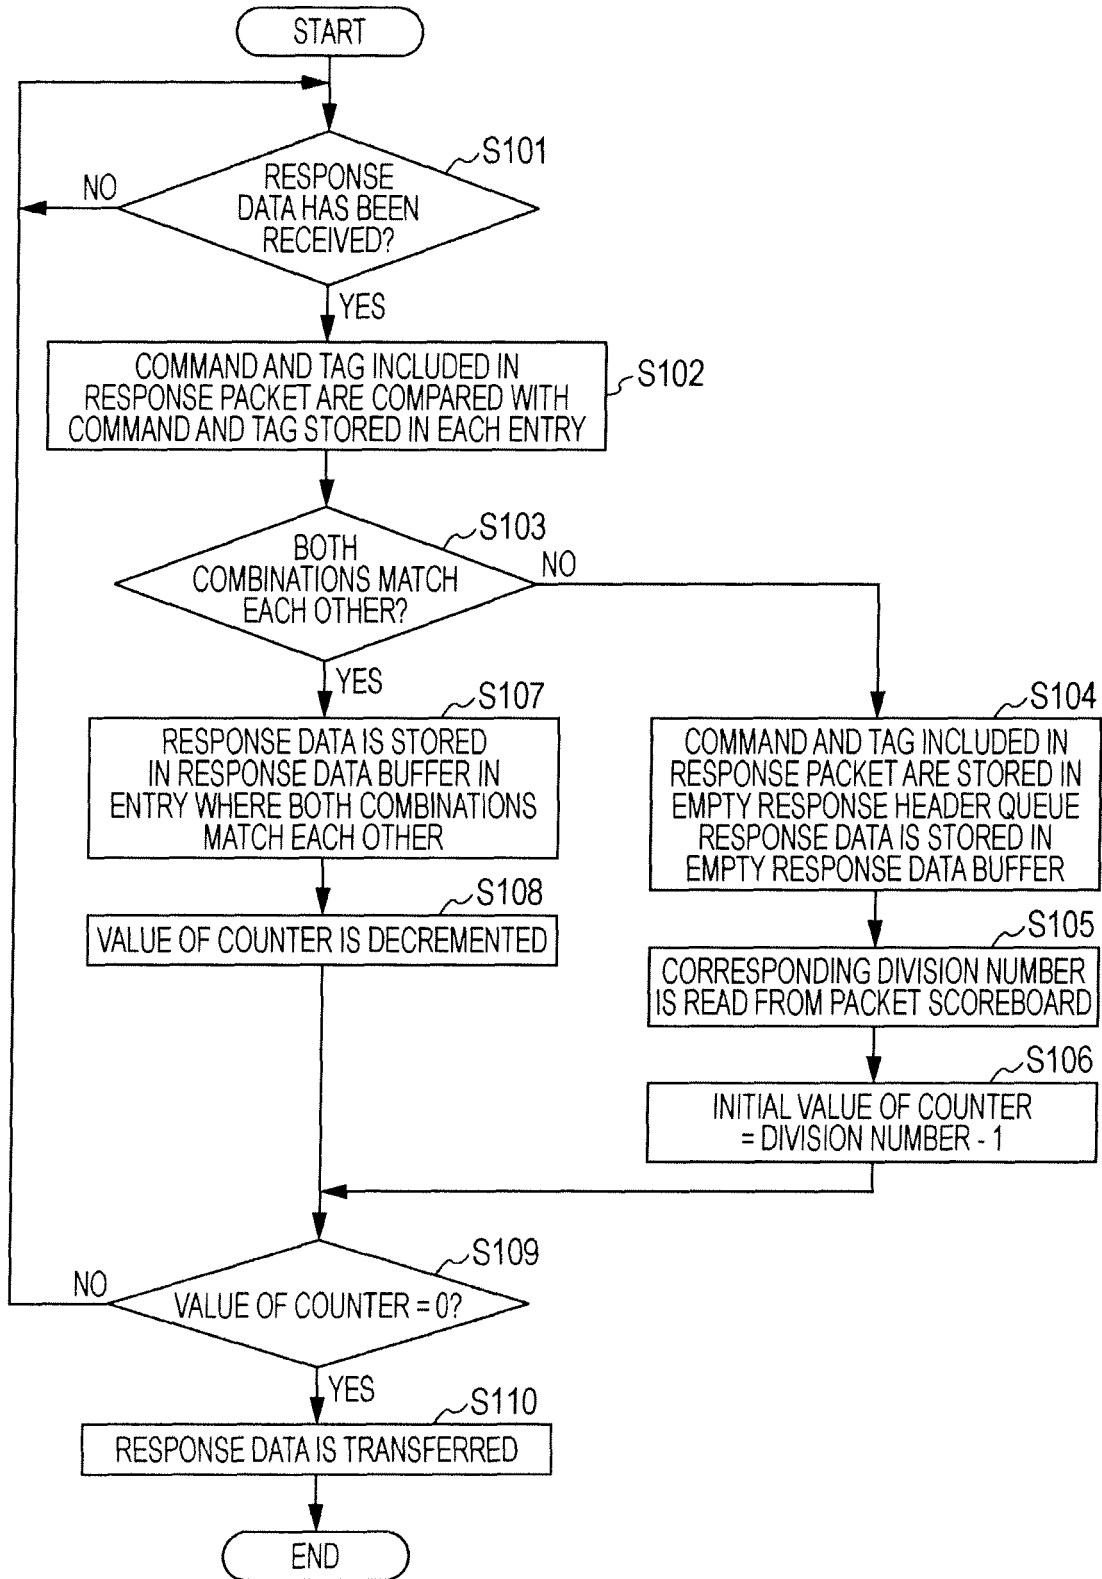 START
S101
RESPONSE
DATA HAS BEEN
RECEIVED?
NO
YES
COMMAND AND TAG INCLUDED IN
RESPONSE PACKET ARE COMPARED WITH
COMMAND AND TAG STORED IN EACH ENTRY
S102
S103
BOTH
COMBINATIONS MATCH
EACH OTHER?
NO
YES
S107
RESPONSE DATA IS STORED
IN RESPONSE DATA BUFFER IN
ENTRY WHERE BOTH COMBINATIONS
MATCH EACH OTHER
S108
VALUE OF COUNTER IS DECREMENTED
S104
COMMAND AND TAG INCLUDED IN
RESPONSE PACKET ARE STORED IN
EMPTY RESPONSE HEADER QUEUE
RESPONSE DATA IS STORED IN
EMPTY RESPONSE DATA BUFFER
S105
CORRESPONDING DIVISION NUMBER
IS READ FROM PACKET SCOREBOARD
S106
INITIAL VALUE OF COUNTER
= DIVISION NUMBER - 1
S109
VALUE OF COUNTER = 0?
NO
YES
S110
RESPONSE DATA IS TRANSFERRED
END